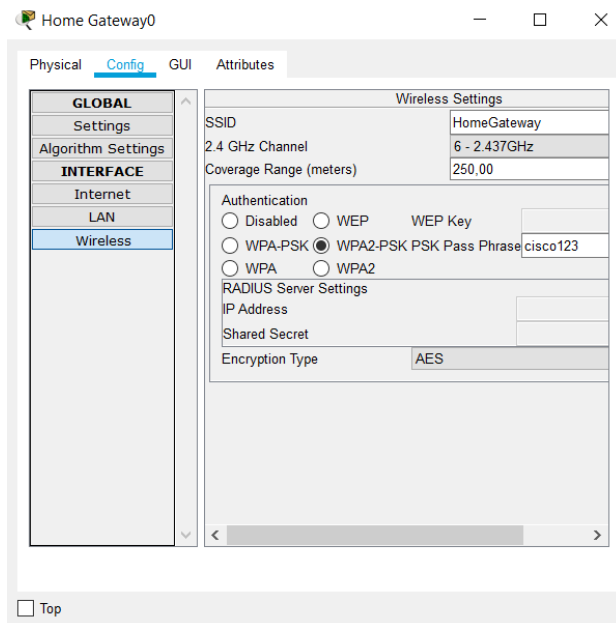 Home Gateway0
Physical Config GUI Attributes
GLOBAL
Settings
Algorithm Settings
INTERFACE
Internet
LAN
Wireless
Wireless Settings
SSID HomeGateway
2.4 GHz Channel 6 - 2.437GHz
Coverage Range (meters) 250,00
Authentication
Disabled WEP WEP Key
WPA-PSK WPA2-PSK PSK Pass Phrase cisco123
WPA WPA2
RADIUS Server Settings
IP Address
Shared Secret
Encryption Type AES
Top